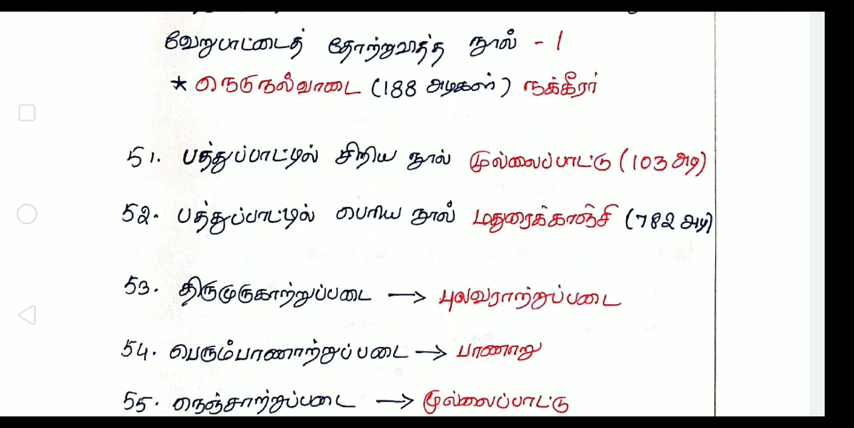 வேறுபாட்டைத் தோற்றுவித்த நூல் - 1
* நெடுநல்வாடை (188 அடிகள்) நக்கீரர்
51. பத்துப்பாட்டில் சிறிய நூல் முல்லைப்பாட்டு (103 அடி)
52. பத்துப்பாட்டில் பெரிய நூல் மதுரைக்காஞ்சி (782 அடி)
53. திருமுருகாற்றுப்படை → புலவராற்றுப்படை
54. பெரும்பாணாற்றுப்படை → பாணாறு
55. நெஞ்சாற்றுப்படை → முல்லைப்பாட்டு